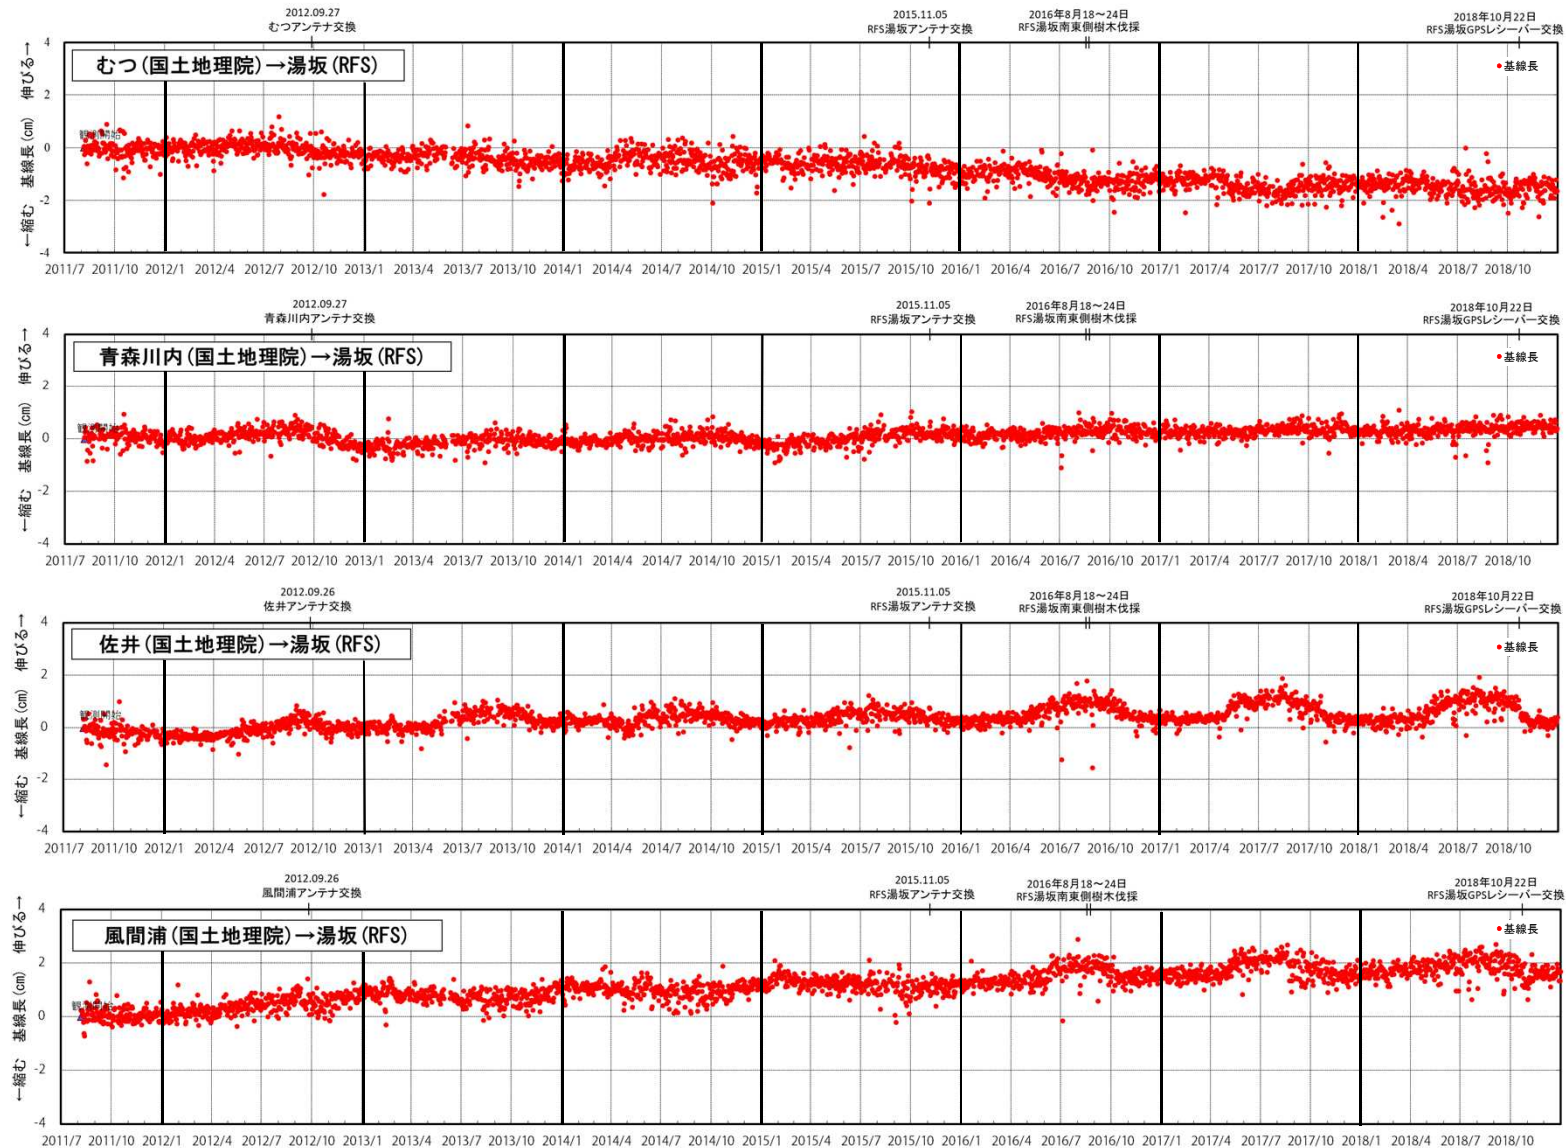 2012.09.27
むつアンテナ交換
2015.11.05
RFS湯坂アンテナ交換
2016年8月18～24日
RFS湯坂南東側樹木伐採
2018年10月22日
RFS湯坂GPSレシーバー交換
むつ(国土地理院)→湯坂(RFS)
基線長
観測開始
←縮む 基線長(cm) 伸びる→
4
2
0
-2
-4
2011/7 2011/10 2012/1 2012/4 2012/7 2012/10 2013/1 2013/4 2013/7 2013/10 2014/1 2014/4 2014/7 2014/10 2015/1 2015/4 2015/7 2015/10 2016/1 2016/4 2016/7 2016/10 2017/1 2017/4 2017/7 2017/10 2018/1 2018/4 2018/7 2018/10
2012.09.27
青森川内アンテナ交換
2015.11.05
RFS湯坂アンテナ交換
2016年8月18～24日
RFS湯坂南東側樹木伐採
2018年10月22日
RFS湯坂GPSレシーバー交換
青森川内(国土地理院)→湯坂(RFS)
基線長
観測開始
←縮む 基線長(cm) 伸びる→
4
2
0
-2
-4
2011/7 2011/10 2012/1 2012/4 2012/7 2012/10 2013/1 2013/4 2013/7 2013/10 2014/1 2014/4 2014/7 2014/10 2015/1 2015/4 2015/7 2015/10 2016/1 2016/4 2016/7 2016/10 2017/1 2017/4 2017/7 2017/10 2018/1 2018/4 2018/7 2018/10
2012.09.26
佐井アンテナ交換
2015.11.05
RFS湯坂アンテナ交換
2016年8月18～24日
RFS湯坂南東側樹木伐採
2018年10月22日
RFS湯坂GPSレシーバー交換
佐井(国土地理院)→湯坂(RFS)
基線長
観測開始
←縮む 基線長(cm) 伸びる→
4
2
0
-2
-4
2011/7 2011/10 2012/1 2012/4 2012/7 2012/10 2013/1 2013/4 2013/7 2013/10 2014/1 2014/4 2014/7 2014/10 2015/1 2015/4 2015/7 2015/10 2016/1 2016/4 2016/7 2016/10 2017/1 2017/4 2017/7 2017/10 2018/1 2018/4 2018/7 2018/10
2012.09.26
風間浦アンテナ交換
2015.11.05
RFS湯坂アンテナ交換
2016年8月18～24日
RFS湯坂南東側樹木伐採
2018年10月22日
RFS湯坂GPSレシーバー交換
風間浦(国土地理院)→湯坂(RFS)
基線長
観測開始
←縮む 基線長(cm) 伸びる→
4
2
0
-2
-4
2011/7 2011/10 2012/1 2012/4 2012/7 2012/10 2013/1 2013/4 2013/7 2013/10 2014/1 2014/4 2014/7 2014/10 2015/1 2015/4 2015/7 2015/10 2016/1 2016/4 2016/7 2016/10 2017/1 2017/4 2017/7 2017/10 2018/1 2018/4 2018/7 2018/10